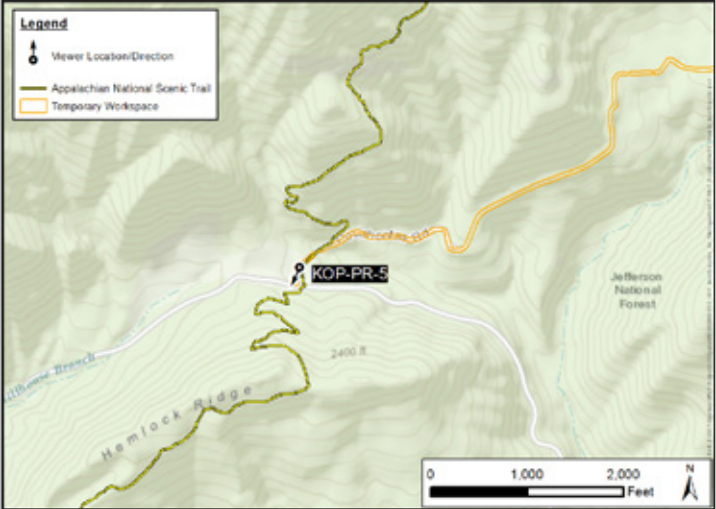 Legend
Viewer Location/Direction
Appalachian National Scenic Trail
Temporary Workspace
KOP-PR-5
Jefferson
National
Forest
2400 ft
Branch
Hemlock Ridge
0 1,000 2,000
Feet
N